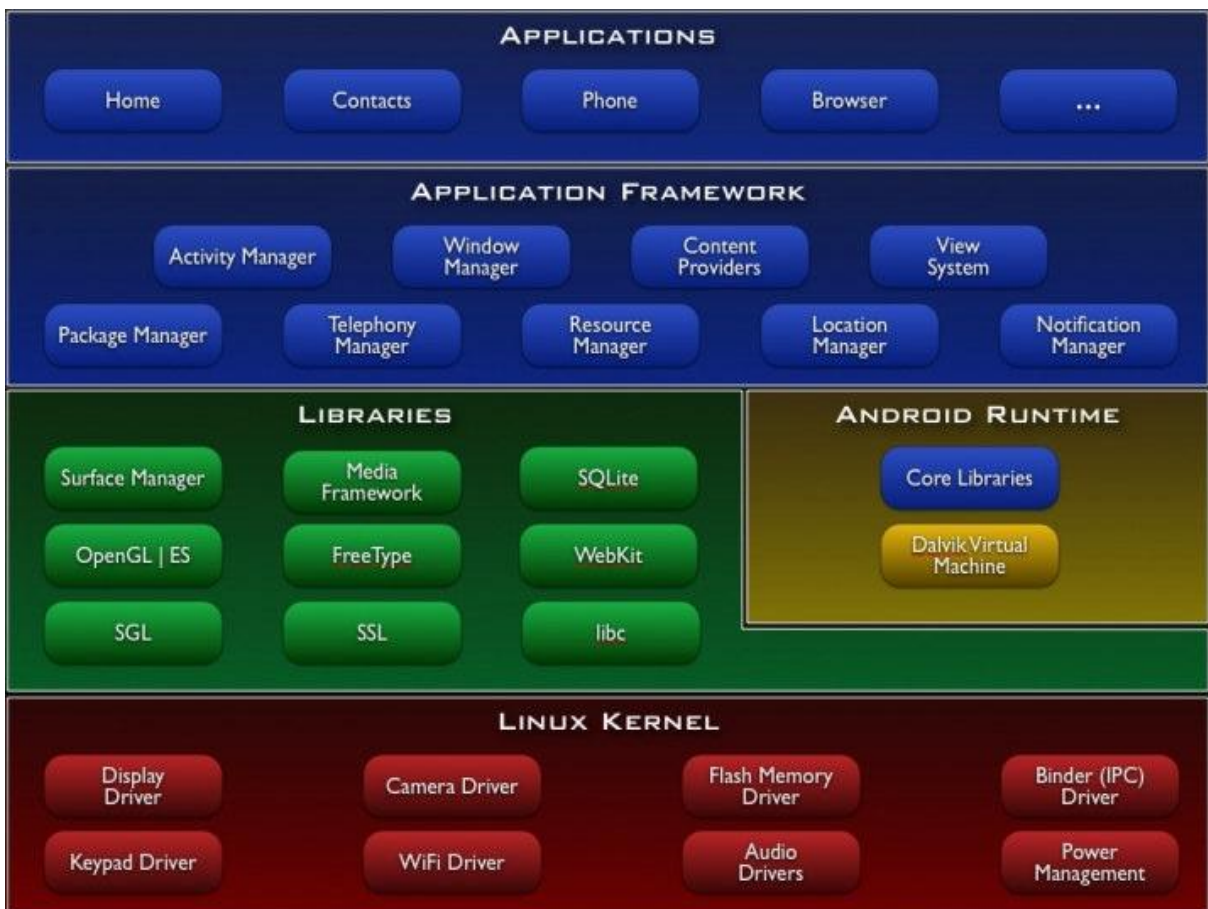 APPLICATIONS
Home
Contacts
Phone
Browser
...
APPLICATION FRAMEWORK
Activity Manager
Window
Manager
Content
Providers
View
System
Package Manager
Telephony
Manager
Resource
Manager
Location
Manager
Notification
Manager
LIBRARIES
Surface Manager
Media
Framework
SQLite
OpenGL | ES
FreeType
WebKit
SGL
SSL
libc
ANDROID RUNTIME
Core Libraries
Dalvik Virtual
Machine
LINUX KERNEL
Display
Driver
Camera Driver
Flash Memory
Driver
Binder (IPC)
Driver
Keypad Driver
WiFi Driver
Audio
Drivers
Power
Management